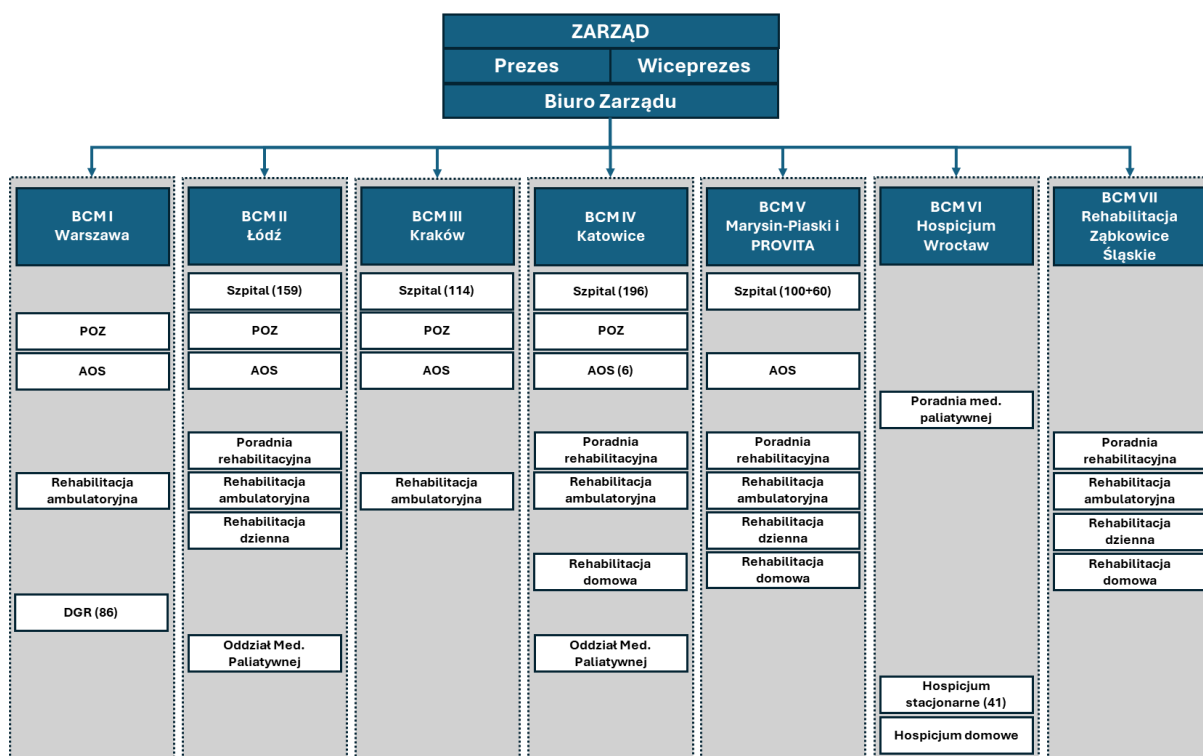 ZARZĄD
Prezes
Wiceprezes
Biuro Zarządu
BCM I
Warszawa
POZ
AOS
Rehabilitacja
ambulatoryjna
DGR (86)
BCM II
Łódź
Szpital (159)
POZ
AOS
Poradnia
rehabilitacyjna
Rehabilitacja
ambulatoryjna
Rehabilitacja
dzienna
Oddział Med.
Paliatywnej
BCM III
Kraków
Szpital (114)
POZ
AOS
Rehabilitacja
ambulatoryjna
BCM IV
Katowice
Szpital (196)
POZ
AOS (6)
Poradnia
rehabilitacyjna
Rehabilitacja
ambulatoryjna
Rehabilitacja
domowa
Oddział Med.
Paliatywnej
BCM V
Marysin-Piaski i
PROVITA
Szpital (100+60)
AOS
Poradnia
rehabilitacyjna
Rehabilitacja
ambulatoryjna
Rehabilitacja
dzienna
Rehabilitacja
domowa
BCM VI
Hospicjum
Wrocław
Poradnia med.
paliatywnej
Hospicjum
stacjonarne (41)
Hospicjum domowe
BCM VII
Rehabilitacja
Ząbkowice
Śląskie
Poradnia
rehabilitacyjna
Rehabilitacja
ambulatoryjna
Rehabilitacja
dzienna
Rehabilitacja
domowa